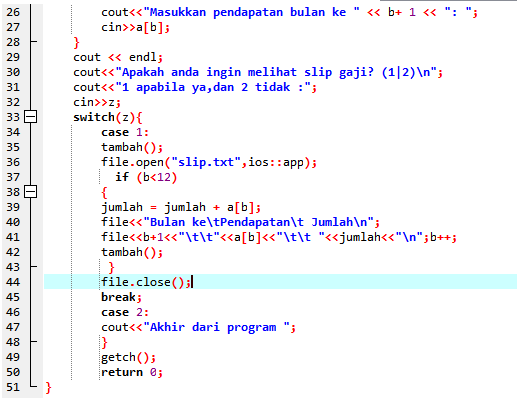 26 cout<<"Masukkan pendapatan bulan ke " << b+ 1 << ": ";
27 cin>>a[b];
28 }
29 cout << endl;
30 cout<<"Apakah anda ingin melihat slip gaji? (1|2)\n";
31 cout<<"1 apabila ya,dan 2 tidak :";
32 cin>>z;
33 switch(z){
34 case 1:
35 tambah();
36 file.open("slip.txt",ios::app);
37 if (b<12)
38 {
39 jumlah = jumlah + a[b];
40 file<<"Bulan ke\tPendapatan\t Jumlah\n";
41 file<<b+1<<"\t\t"<<a[b]<<"\t\t "<<jumlah<<"\n";b++;
42 tambah();
43 }
44 file.close();
45 break;
46 case 2:
47 cout<<"Akhir dari program ";
48 }
49 getch();
50 return 0;
51 }